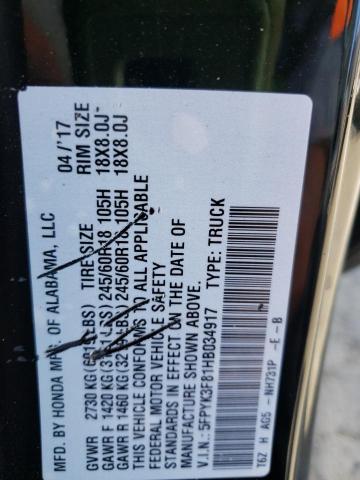 MFD. BY HONDA MFG. OF ALABAMA, LLC 04/'17
GVWR 2730 KG LBS) TIRE SIZE RIM SIZE
GAWR F 1420 KG LBS) 245/60R18 105H 18X8.0J
GAWR R 1460 KG LBS) 245/60R18 105H 18X8.0J
THIS VEHICLE CONFORMS TO ALL APPLICABLE
FEDERAL MOTOR VEHICLE SAFETY
STANDARDS IN EFFECT ON THE DATE OF
MANUFACTURE SHOWN ABOVE.
V.I.N.: 5FPYK3F81HB034917 TYPE: TRUCK
T6Z H AG5 - NH731P -E -B